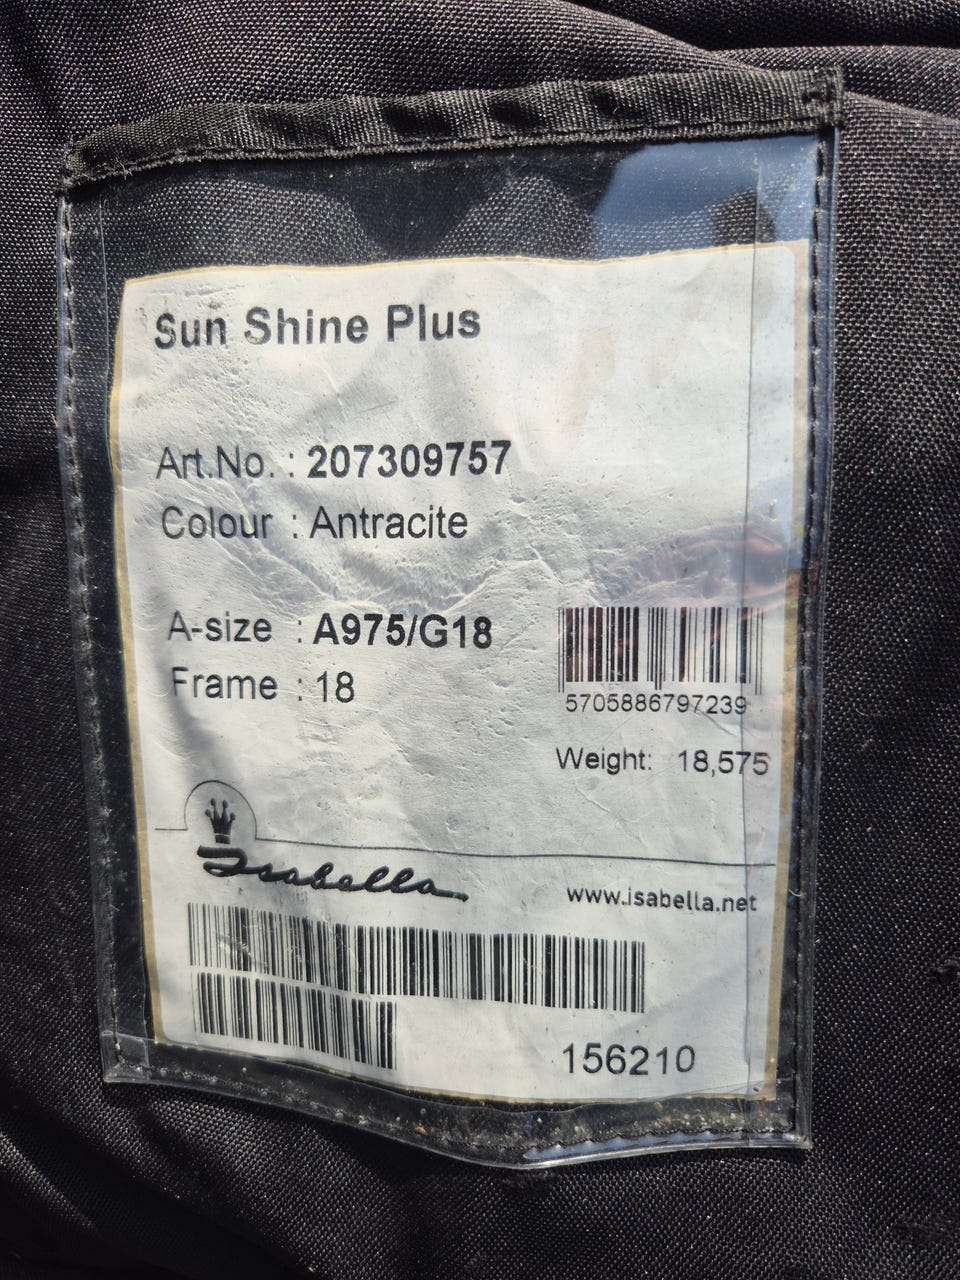 Sun Shine Plus
Art.No. : 207309757
Colour : Antracite
A-size : A975/G18
Frame : 18
5705886797239
Weight: 18,575
Isabella
www.isabella.net
156210